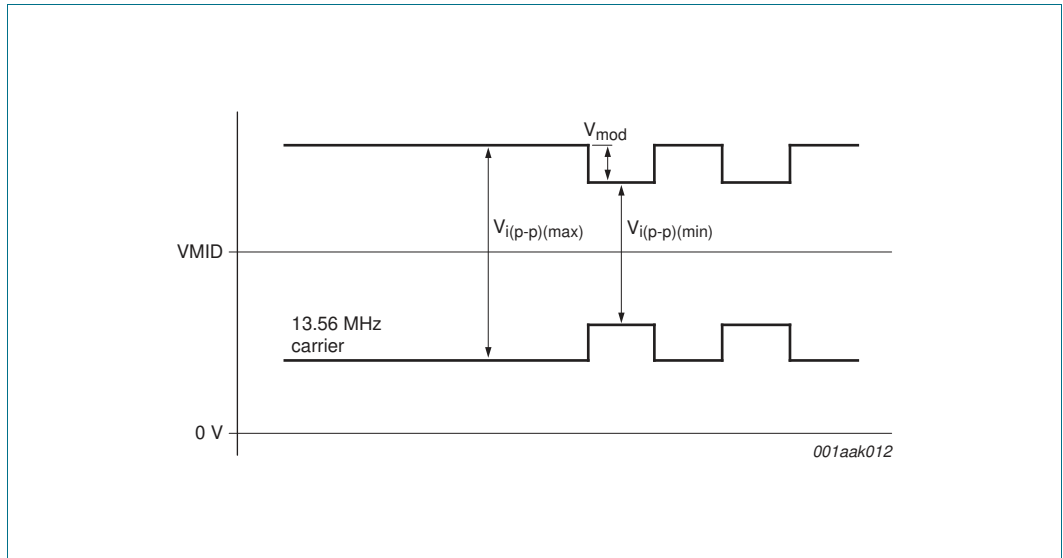 Vmod
Vi(p-p)(max)
Vi(p-p)(min)
VMID
13.56 MHz
carrier
0 V
001aak012